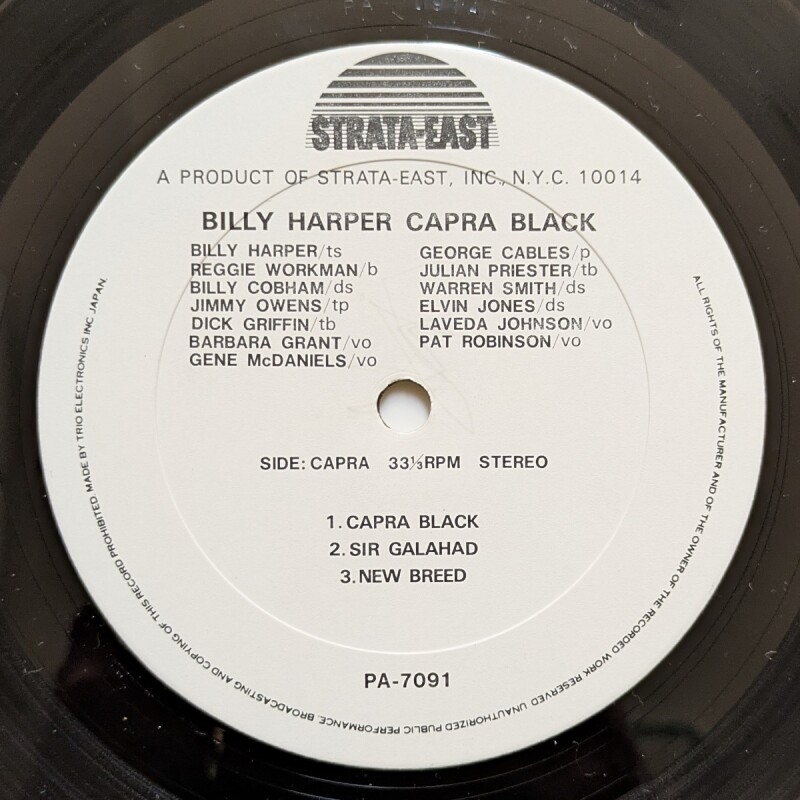 STRATA-EAST
A PRODUCT OF STRATA-EAST, INC., N.Y.C. 10014
BILLY HARPER CAPRA BLACK
BILLY HARPER/ts
REGGIE WORKMAN/b
BILLY COBHAM/ds
JIMMY OWENS/tp
DICK GRIFFIN/tb
BARBARA GRANT/vo
GENE McDANIELS/vo
GEORGE CABLES/p
JULIAN PRIESTER/tb
WARREN SMITH/ds
ELVIN JONES/ds
LAVEDA JOHNSON/vo
PAT ROBINSON/vo
SIDE: CAPRA 33⅓RPM STEREO
1. CAPRA BLACK
2. SIR GALAHAD
3. NEW BREED
PA-7091
ALL RIGHTS OF THE MANUFACTURER AND OF THE OWNER OF THE RECORDED WORK RESERVED. UNAUTHORIZED PUBLIC PERFORMANCE. BROADCASTING AND COPYING OF THIS RECORD PROHIBITED. MADE BY TRIO ELECTRONICS INC. JAPAN.